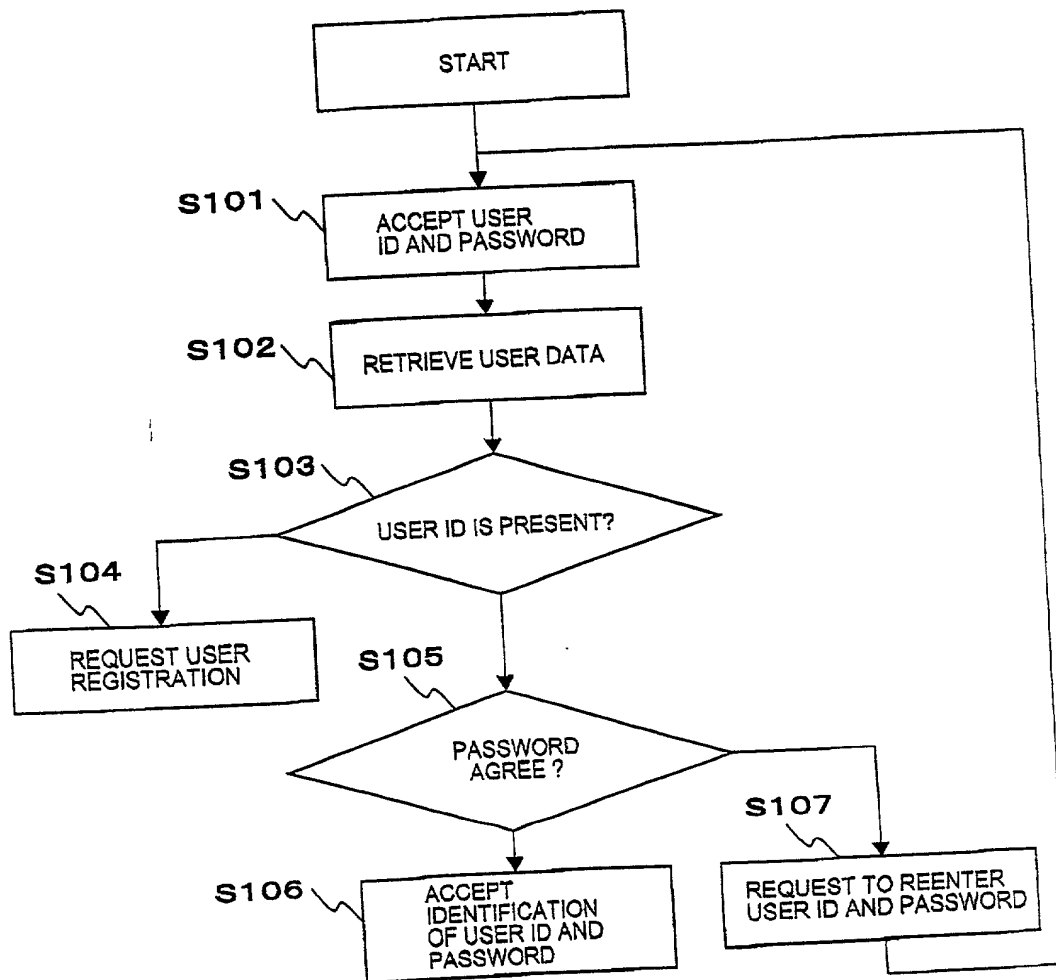 START
S101
ACCEPT USER
ID AND PASSWORD
S102
RETRIEVE USER DATA
S103
USER ID IS PRESENT?
S104
REQUEST USER
REGISTRATION
S105
PASSWORD
AGREE ?
S106
ACCEPT
IDENTIFICATION
OF USER ID AND
PASSWORD
S107
REQUEST TO REENTER
USER ID AND PASSWORD